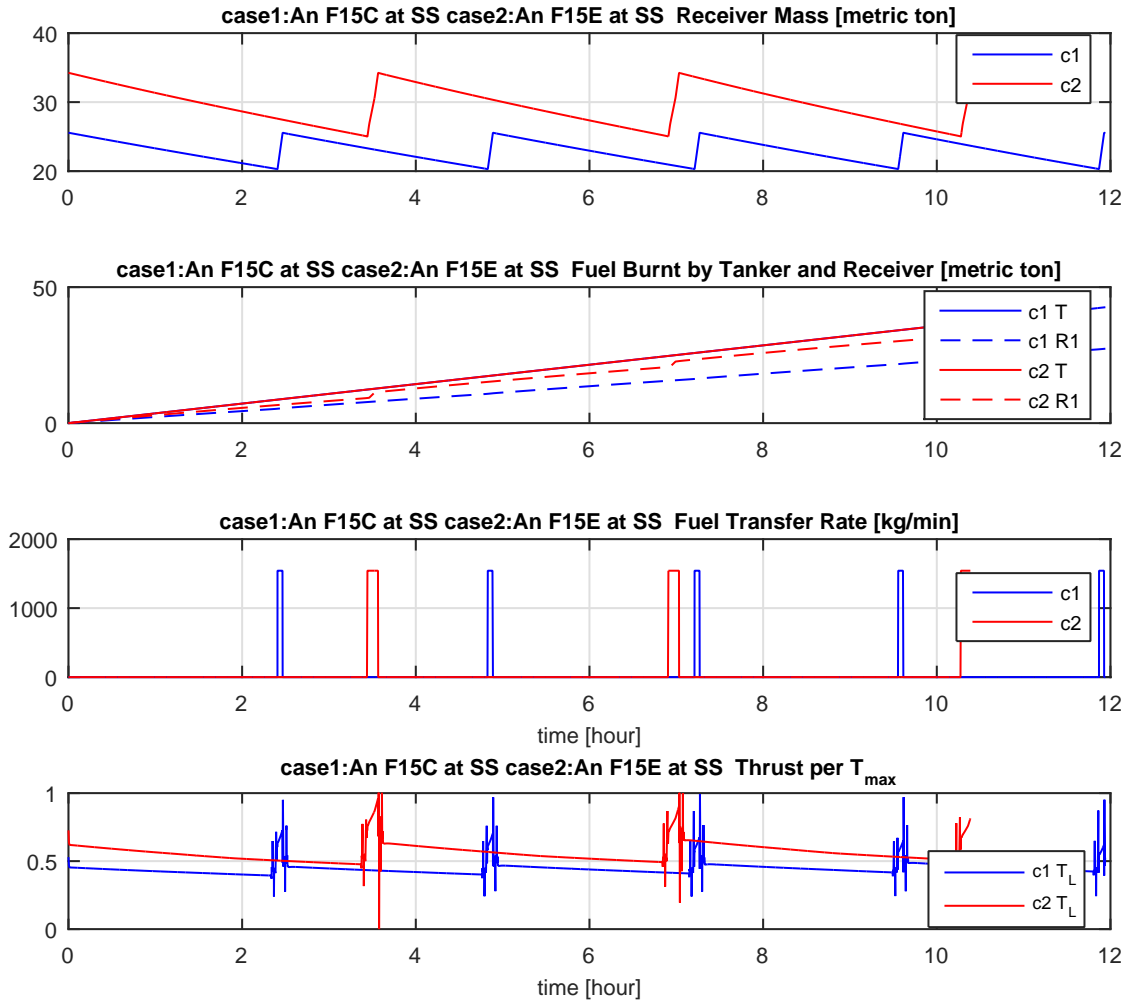 case1:An F15C at SS case2:An F15E at SS  Receiver Mass [metric ton]
40
30
20
c1
c2
0 2 4 6 8 10 12
case1:An F15C at SS case2:An F15E at SS  Fuel Burnt by Tanker and Receiver [metric ton]
50
0
c1 T
c1 R1
c2 T
c2 R1
0 2 4 6 8 10 12
case1:An F15C at SS case2:An F15E at SS  Fuel Transfer Rate [kg/min]
2000
1000
0
c1
c2
0 2 4 6 8 10 12
time [hour]
case1:An F15C at SS case2:An F15E at SS  Thrust per T_max
1
0.5
0
c1 T_L
c2 T_L
0 2 4 6 8 10 12
time [hour]